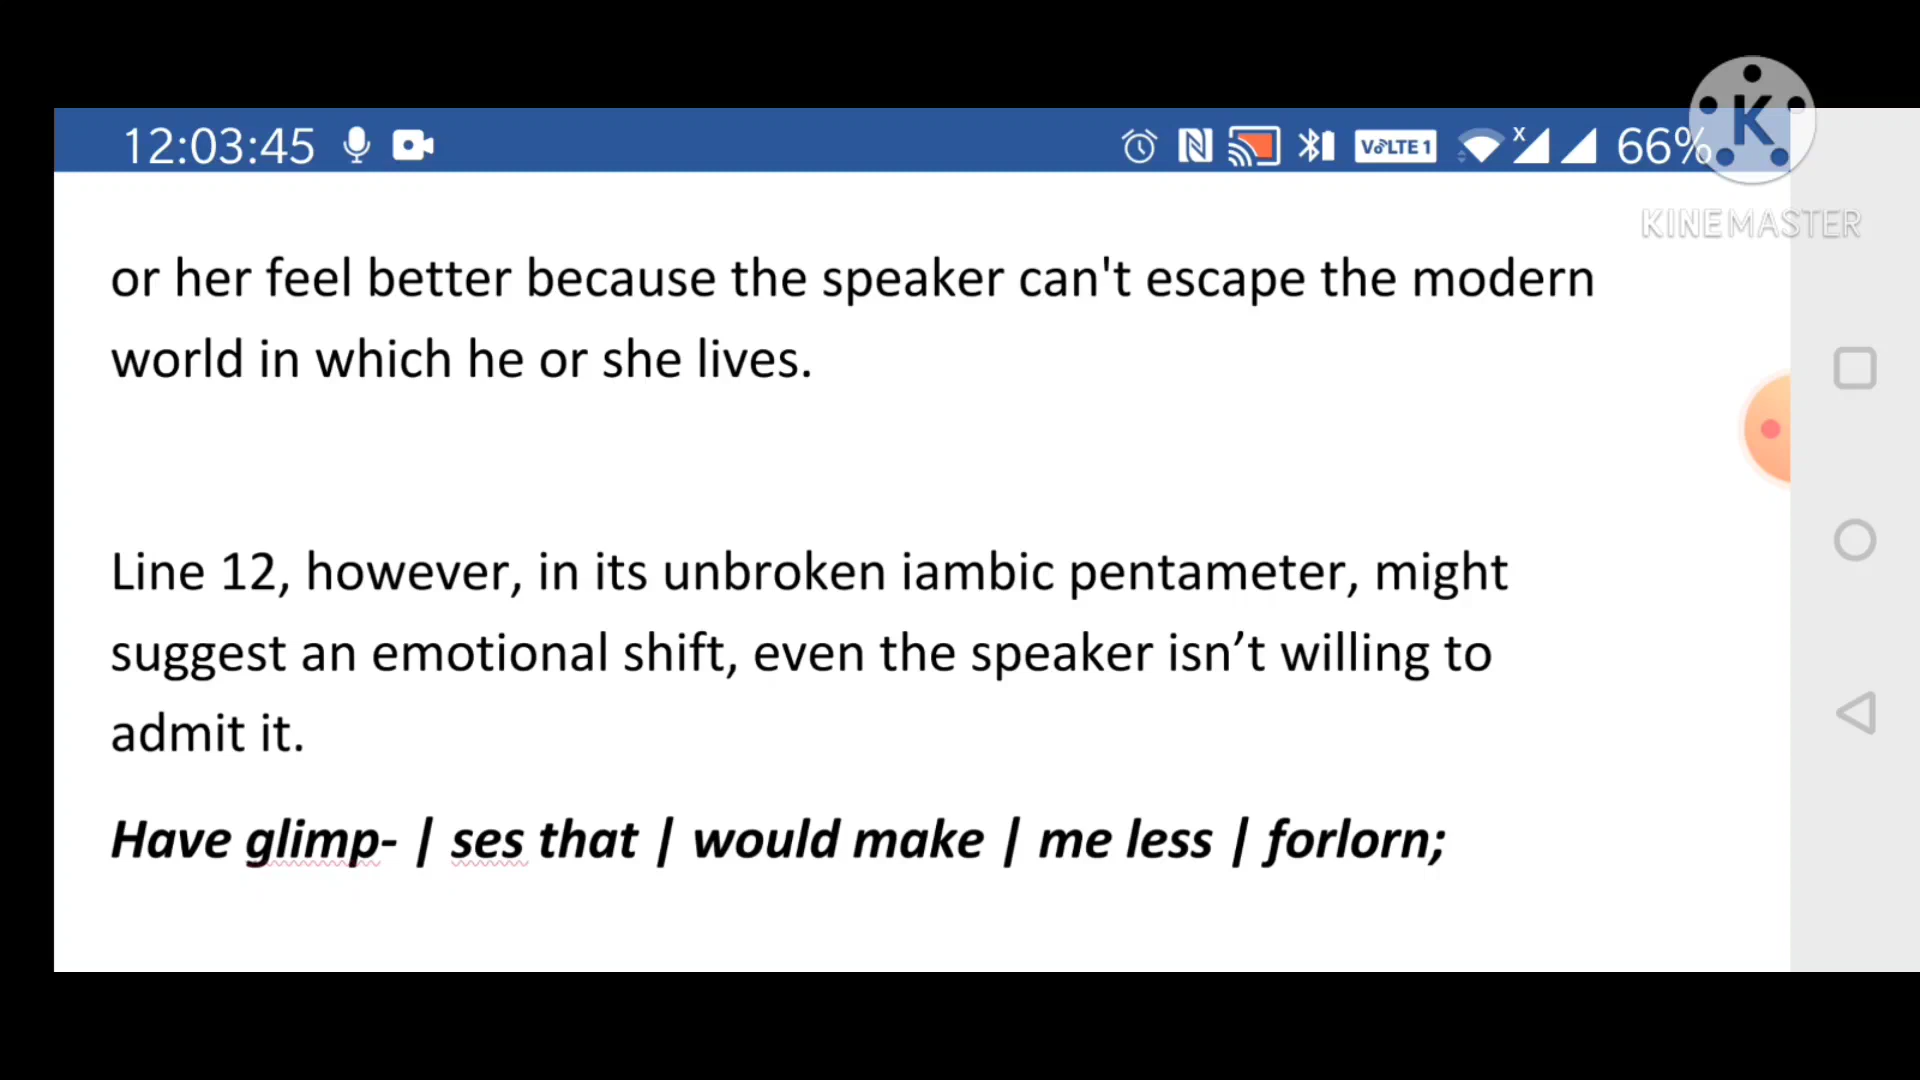 12:03:45 VoLTE 1 x 66%
K
KINEMASTER
or her feel better because the speaker can't escape the modern
world in which he or she lives.
Line 12, however, in its unbroken iambic pentameter, might
suggest an emotional shift, even the speaker isn’t willing to
admit it.
Have glimp- | ses that | would make | me less | forlorn;